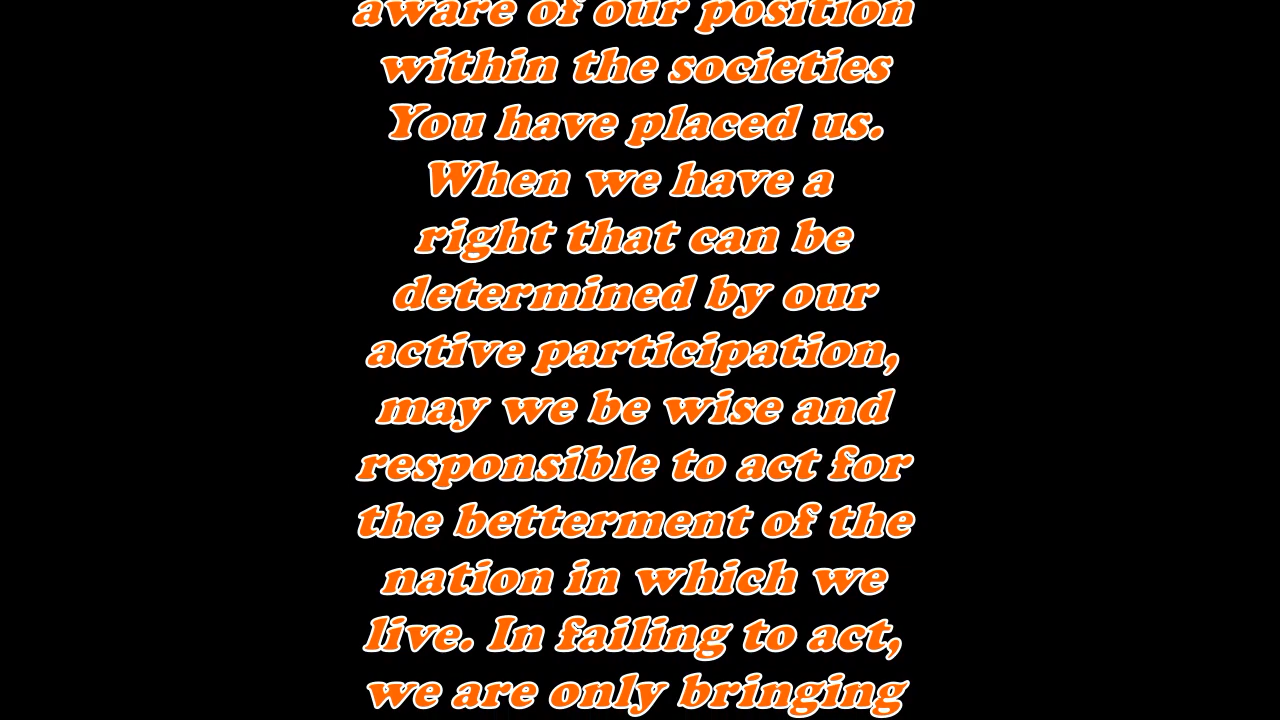 aware of our position
within the societies
You have placed us.
When we have a
right that can be
determined by our
active participation,
may we be wise and
responsible to act for
the betterment of the
nation in which we
live. In failing to act,
we are only bringing